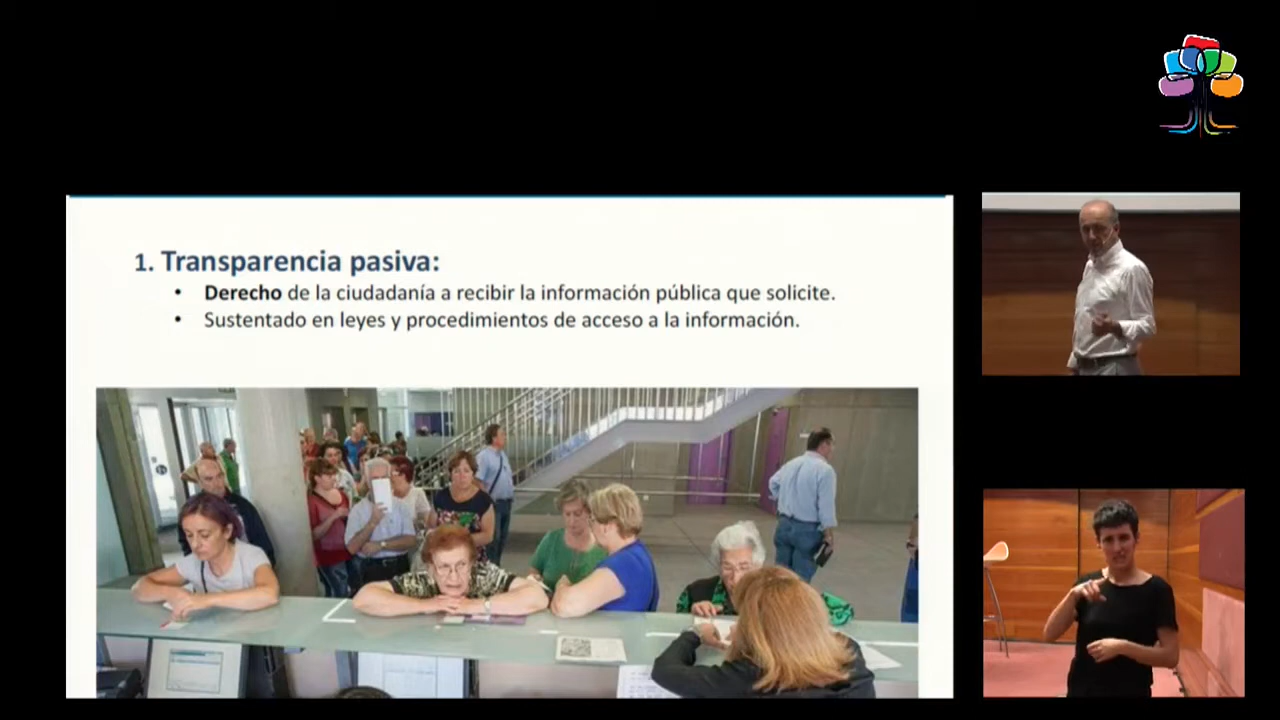 1. Transparencia pasiva:
• Derecho de la ciudadanía a recibir la información pública que solicite.
• Sustentado en leyes y procedimientos de acceso a la información.